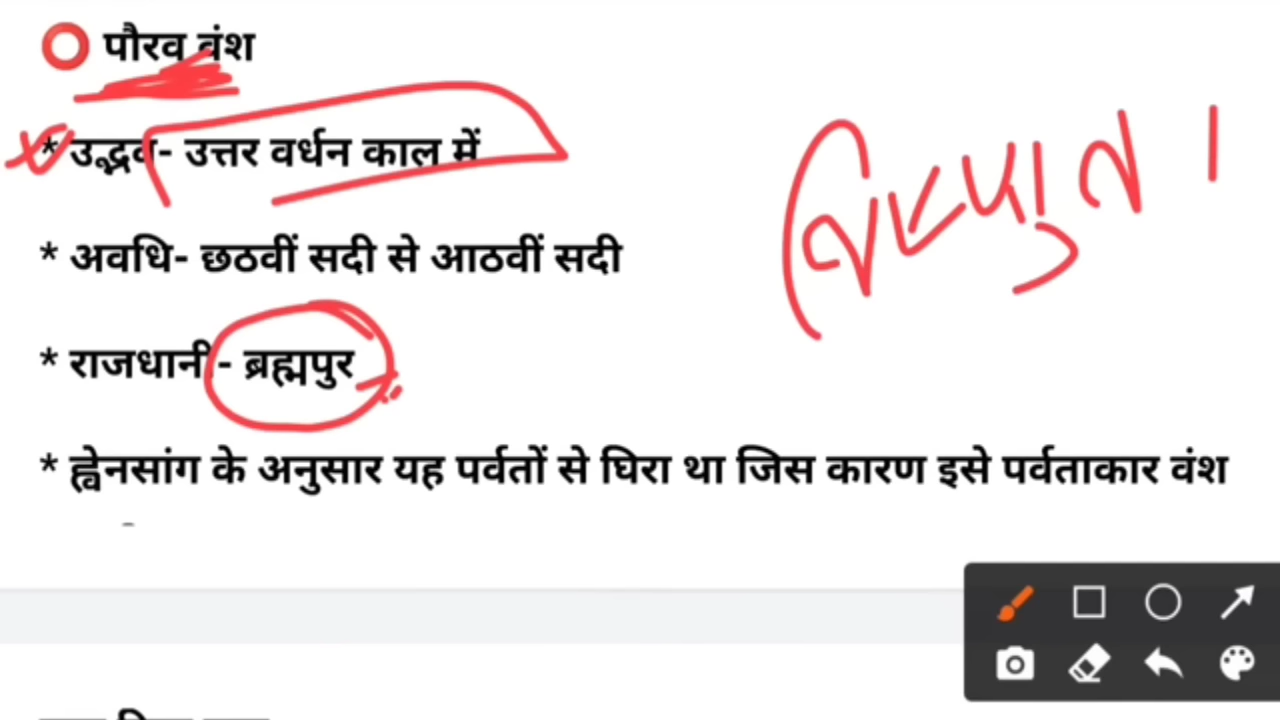 पौरव वंश
* उद्भव- उत्तर वर्धन काल में
* अवधि- छठवीं सदी से आठवीं सदी
* राजधानी- ब्रह्मपुर
* ह्वेनसांग के अनुसार यह पर्वतों से घिरा था जिस कारण इसे पर्वताकार वंश